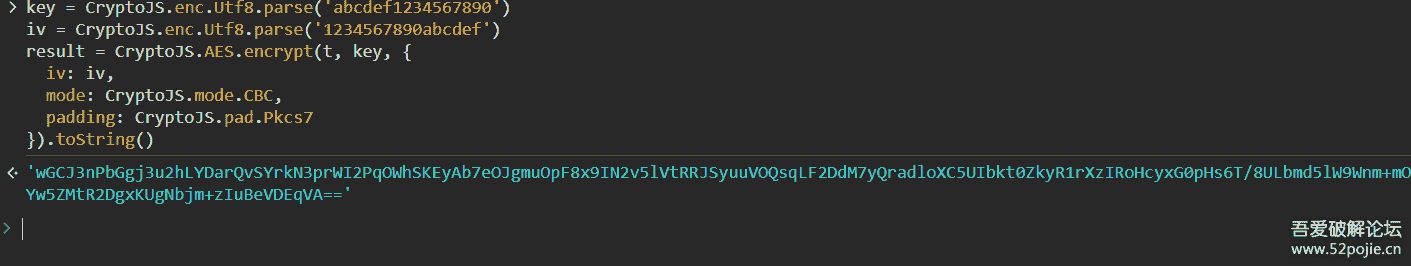 > key = CryptoJS.enc.Utf8.parse('abcdef1234567890')
iv = CryptoJS.enc.Utf8.parse('1234567890abcdef')
result = CryptoJS.AES.encrypt(t, key, {
  iv: iv,
  mode: CryptoJS.mode.CBC,
  padding: CryptoJS.pad.Pkcs7
}).toString()
'wGCJ3nPbGgj3u2hLYDarQvSYrkN3prWI2PqOWhSKEyAb7eOJgmuOpF8x9IN2v5lVtRRJSyuuVOQsqLF2DdM7yQradloXC5UIbkt0ZkyR1rXzIRoHcyxG0pHs6T/8ULbmd5lW9Wnm+mO
Yw5ZMtR2DgxKUgNbjm+zIuBeVDEqVA=='
>
吾爱破解论坛
www.52pojie.cn